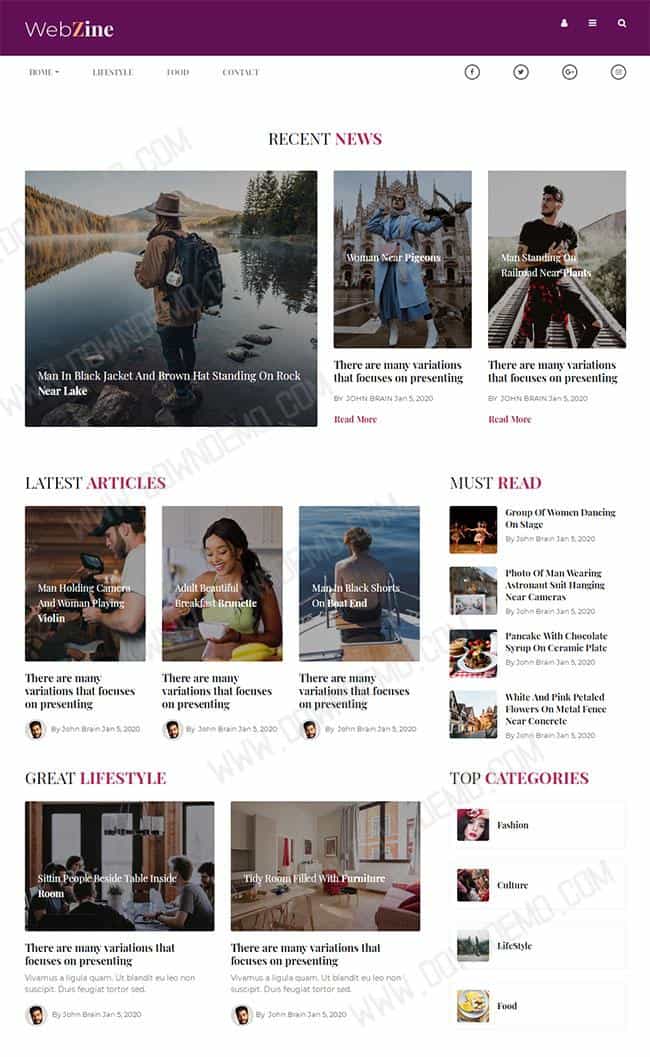 WebZine
HOME LIFESTYLE FOOD CONTACT
RECENT NEWS
Man In Black Jacket And Brown Hat Standing On Rock
Near Lake
Woman Near Pigeons
There are many variations
that focuses on presenting
BY JOHN BRAIN Jan 5, 2020
Read More
Man Standing On
Railroad Near Plants
There are many variations
that focuses on presenting
BY JOHN BRAIN Jan 5, 2020
Read More
LATEST ARTICLES
Man Holding Camera
And Woman Playing
Violin
There are many
variations that focuses
on presenting
By John Brain Jan 5, 2020
Adult Beautiful
Breakfast Brunette
There are many
variations that focuses
on presenting
By John Brain Jan 5, 2020
Man In Black Shorts
On Boat End
There are many
variations that focuses
on presenting
By John Brain Jan 5, 2020
MUST READ
Group Of Women Dancing
On Stage
By John Brain Jan 5, 2020
Photo Of Man Wearing
Astronaut Suit Hanging
Near Cameras
By John Brain Jan 5, 2020
Pancake With Chocolate
Syrup On Ceramic Plate
By John Brain Jan 5, 2020
White And Pink Petaled
Flowers On Metal Fence
Near Concrete
By John Brain Jan 5, 2020
GREAT LIFESTYLE
Sittin People Beside Table Inside
Room
There are many variations that
focuses on presenting
Vivamus a ligula quam. Ut blandit eu leo non
suscipit. Duis feugiat tortor sed.
By John Brain Jan 5, 2020
Tidy Room Filled With Furniture
There are many variations that
focuses on presenting
Vivamus a ligula quam. Ut blandit eu leo non
suscipit. Duis feugiat tortor sed.
By John Brain Jan 5, 2020
TOP CATEGORIES
Fashion
Culture
LifeStyle
Food
WWW.DOWNDEMO.COM
WWW.DOWNDEMO.COM
WWW.DOWNDEMO.COM
WWW.DOWNDEMO.COM
WWW.DOWNDEMO.COM